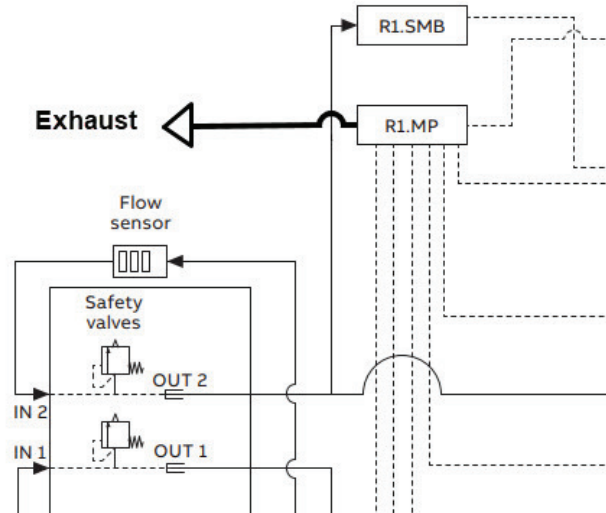 R1.SMB
Exhaust
R1.MP
Flow
sensor
Safety
valves
OUT 2
IN 2
IN 1
OUT 1